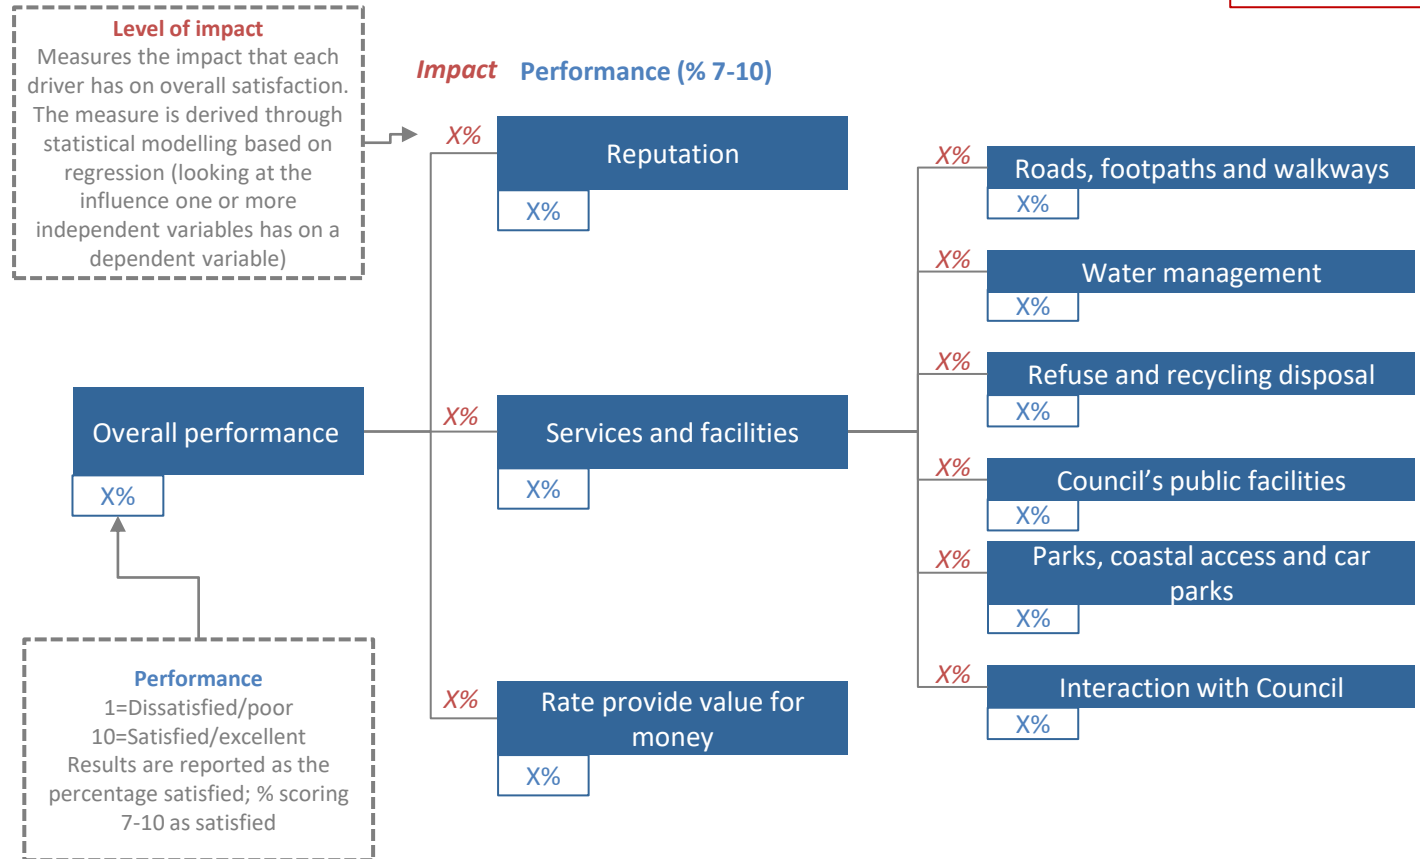 Level of impact
Measures the impact that each
driver has on overall satisfaction.
The measure is derived through
statistical modelling based on
regression (looking at the
influence one or more
independent variables has on a
dependent variable)
Impact Performance (% 7-10)
X%
Reputation
X%
X%
Roads, footpaths and walkways
X%
X%
Water management
X%
X%
Refuse and recycling disposal
X%
Overall performance
X%
X%
Services and facilities
X%
X%
Council’s public facilities
X%
X%
Parks, coastal access and car
parks
X%
X%
Interaction with Council
X%
X%
Rate provide value for
money
X%
Performance
1=Dissatisfied/poor
10=Satisfied/excellent
Results are reported as the
percentage satisfied; % scoring
7-10 as satisfied